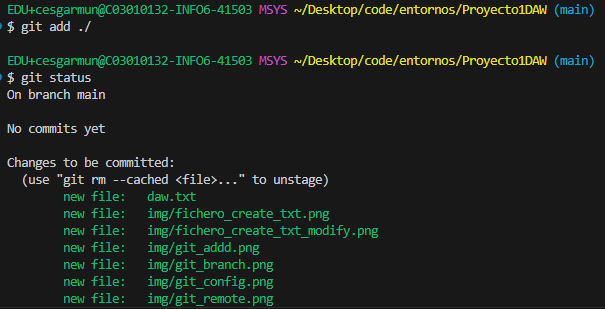 EDU+cesgarmun@C03010132-INFO6-41503 MSYS ~/Desktop/code/entornos/Proyecto1DAW (main)
$ git add ./
EDU+cesgarmun@C03010132-INFO6-41503 MSYS ~/Desktop/code/entornos/Proyecto1DAW (main)
$ git status
On branch main
No commits yet
Changes to be committed:
(use "git rm --cached <file>..." to unstage)
new file: daw.txt
new file: img/fichero_create_txt.png
new file: img/fichero_create_txt_modify.png
new file: img/git_addd.png
new file: img/git_branch.png
new file: img/git_config.png
new file: img/git_remote.png